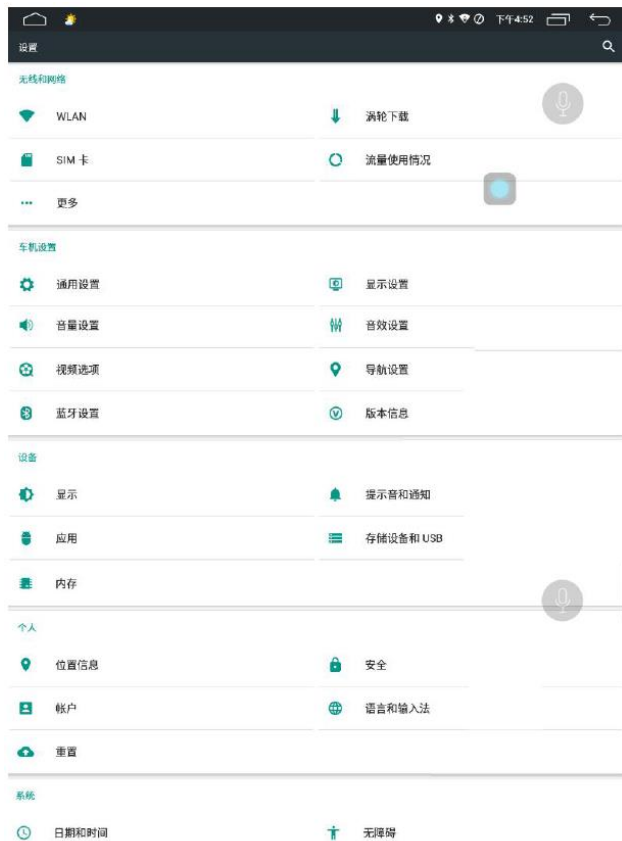 下午4:52
设置
无线和网络
WLAN
涡轮下载
SIM 卡
流量使用情况
更多
车机设置
通用设置
显示设置
音量设置
音效设置
视频选项
导航设置
蓝牙设置
版本信息
设备
显示
提示音和通知
应用
存储设备和 USB
内存
个人
位置信息
安全
帐户
语言和输入法
重置
系统
日期和时间
无障碍